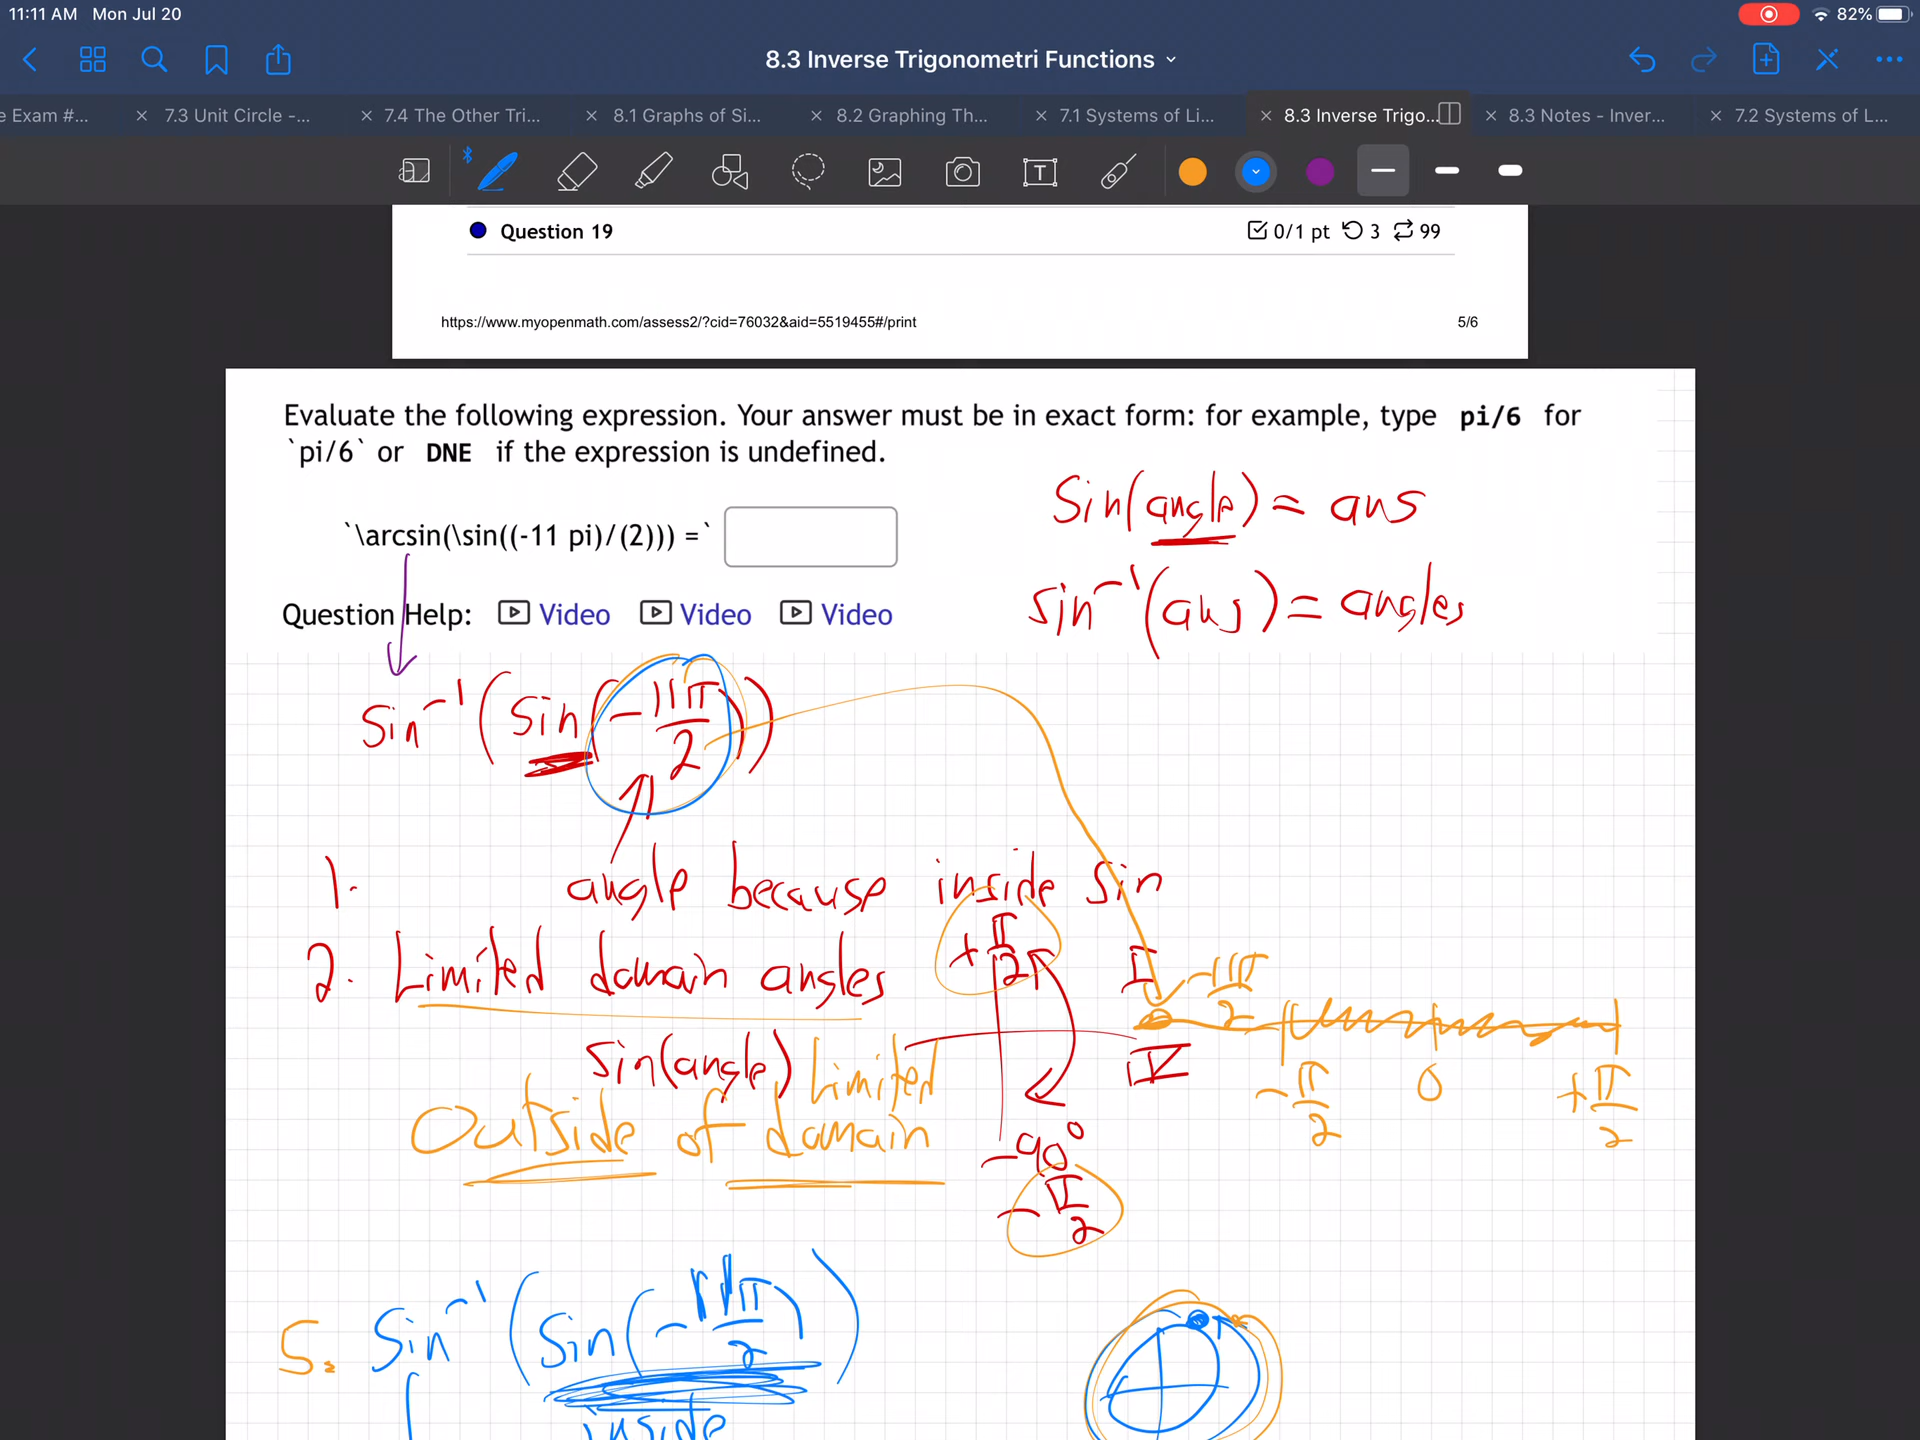 11:11 AM Mon Jul 20
82%
8.3 Inverse Trigonometri Functions
e Exam #...
7.3 Unit Circle -...
7.4 The Other Tri...
8.1 Graphs of Si...
8.2 Graphing Th...
7.1 Systems of Li...
8.3 Inverse Trigo...
8.3 Notes - Inver...
7.2 Systems of L...
Question 19
0/1 pt 3 99
https://www.myopenmath.com/assess2/?cid=76032&aid=5519455#/print
5/6
Evaluate the following expression. Your answer must be in exact form: for example, type pi/6 for
`pi/6` or DNE if the expression is undefined.
Sin(angle) = ans
`\arcsin(\sin((-11 pi)/(2))) =`
sin⁻¹(ans) = angles
Question Help: Video Video Video
Sin⁻¹(Sin(-11π/2))
1. angle because inside Sin
2. Limited domain angles
+π/2
I
-11π/2
sin(angle)
Limited
IV
-π/2 0 +π/2
Outside of domain
-90°
-π/2
5. Sin⁻¹(Sin(-11π/2))
inside